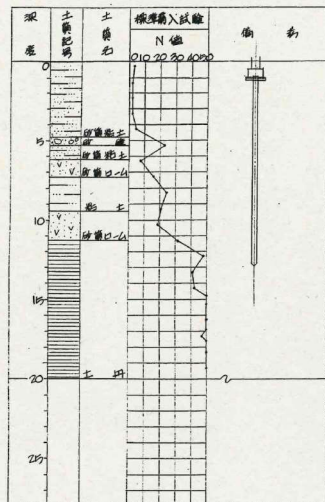 深度
土質記号
土質名
標準貫入試験
N値
0 10 20 30 40 50
備考
0
砂質粘土
5
砂礫
砂質粘土
砂質ローム
粘土
10
砂質ローム
15
20
土丹
25